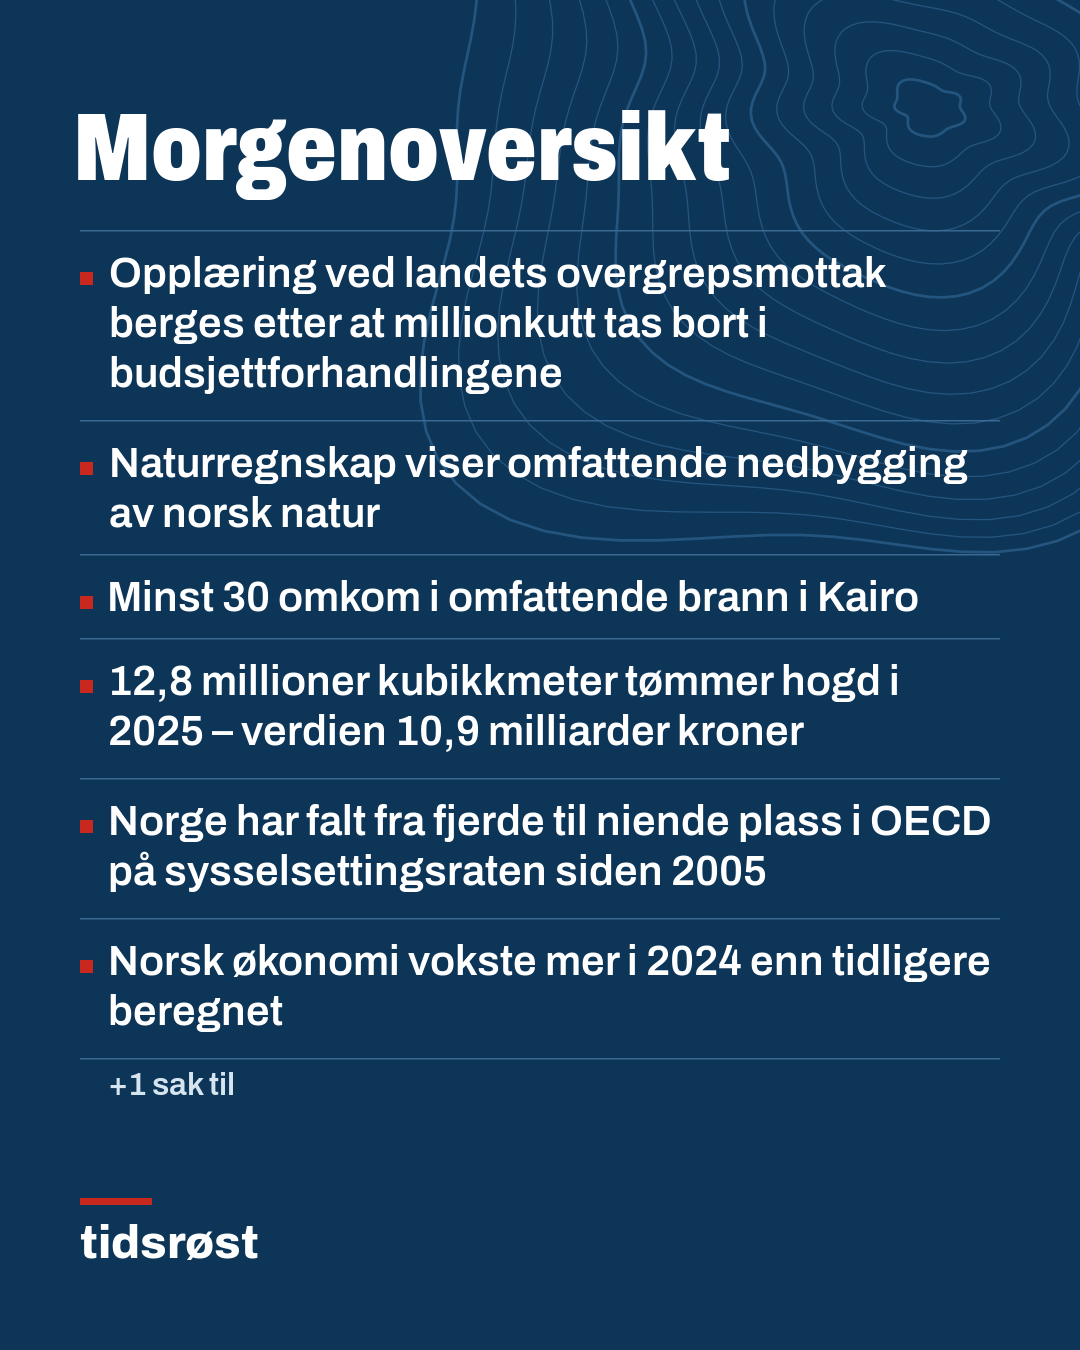 Morgenoversikt
Opplæring ved landets overgrepsmottak
berges etter at millionkutt tas bort i
budsjettforhandlingene
Naturregnskap viser omfattende nedbygging
av norsk natur
Minst 30 omkom i omfattende brann i Kairo
12,8 millioner kubikkmeter tømmer hogd i
2025 – verdien 10,9 milliarder kroner
Norge har falt fra fjerde til niende plass i OECD
på sysselsettingsraten siden 2005
Norsk økonomi vokste mer i 2024 enn tidligere
beregnet
+1 sak til
tidsrøst